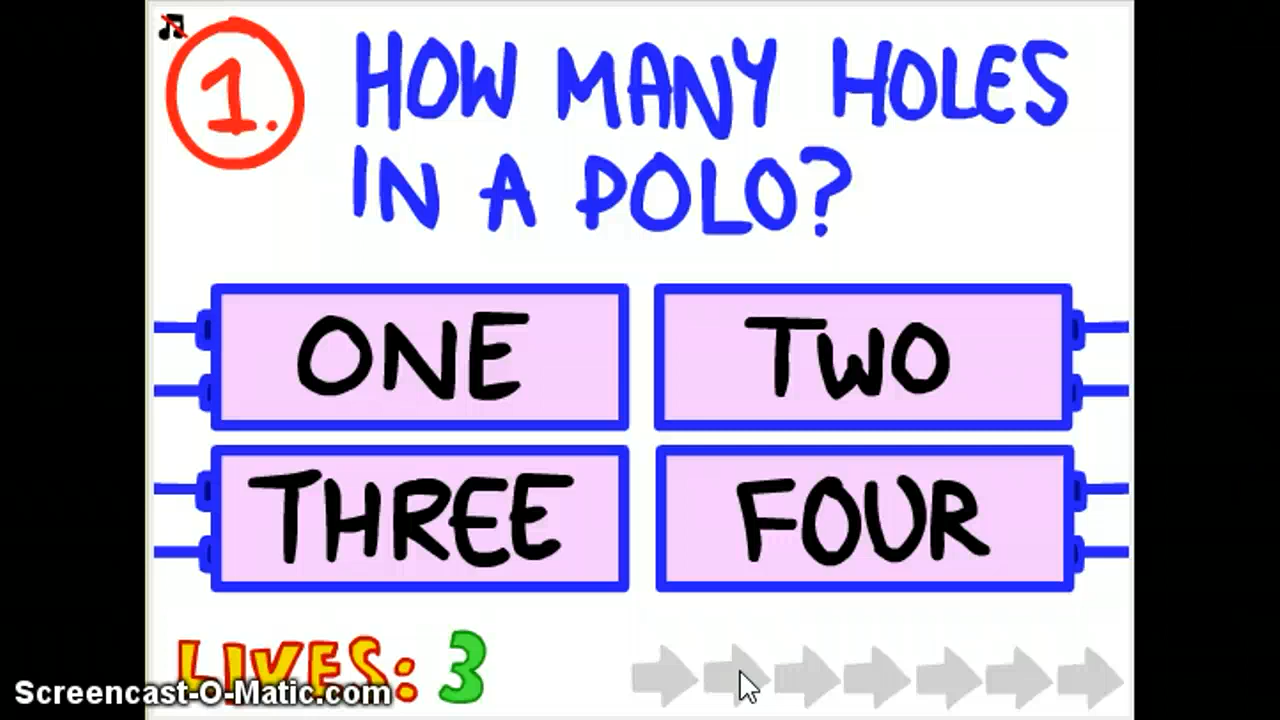 1.
HOW MANY HOLES
IN A POLO?
ONE
TWO
THREE
FOUR
LIVES: 3
Screencast-O-Matic.com